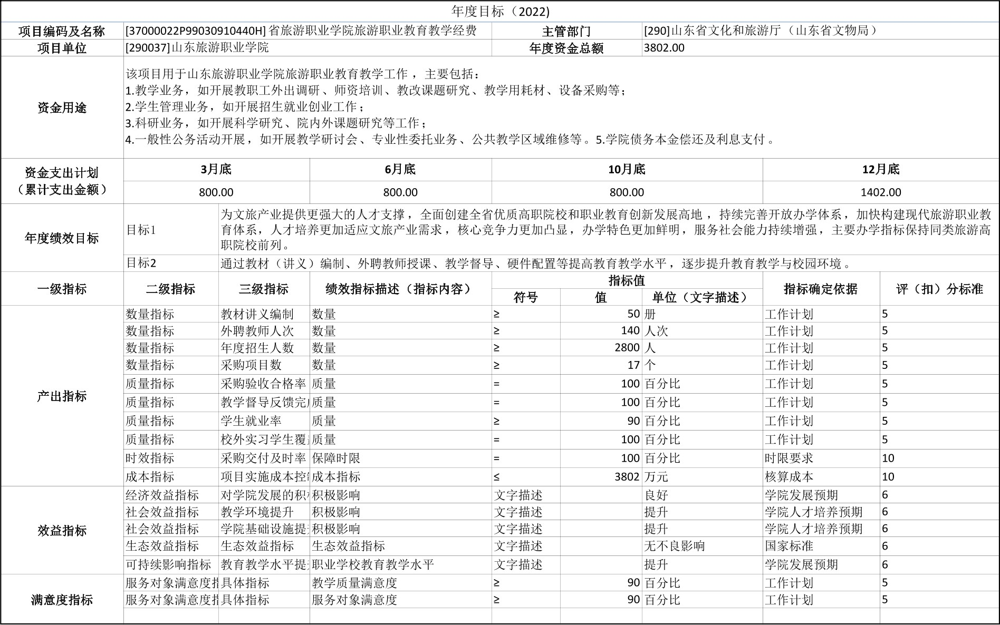 年度目标（2022)
项目编码及名称 [37000022P99030910440H]省旅游职业学院旅游职业教育教学经费 主管部门 [290]山东省文化和旅游厅（山东省文物局）
项目单位 [290037]山东旅游职业学院 年度资金总额 3802.00
资金用途
该项目用于山东旅游职业学院旅游职业教育教学工作，主要包括：
1.教学业务，如开展教职工外出调研、师资培训、教改课题研究、教学用耗材、设备采购等；
2.学生管理业务，如开展招生就业创业工作；
3.科研业务，如开展科学研究、院内外课题研究等工作；
4.一般性公务活动开展，如开展教学研讨会、专业性委托业务、公共教学区域维修等。5.学院债务本金偿还及利息支付。
资金支出计划
（累计支出金额）
3月底 6月底 10月底 12月底
800.00 800.00 800.00 1402.00
年度绩效目标
目标1
为文旅产业提供更强大的人才支撑，全面创建全省优质高职院校和职业教育创新发展高地，持续完善开放办学体系，加快构建现代旅游职业教
育体系，人才培养更加适应文旅产业需求，核心竞争力更加凸显，办学特色更加鲜明，服务社会能力持续增强，主要办学指标保持同类旅游高
职院校前列。
目标2 通过教材（讲义）编制、外聘教师授课、教学督导、硬件配置等提高教育教学水平，逐步提升教育教学与校园环境。
一级指标 二级指标 三级指标 绩效指标描述（指标内容） 指标值 指标确定依据 评（扣）分标准
符号 值 单位（文字描述）
产出指标
数量指标 教材讲义编制 数量 ≥ 50 册 工作计划 5
数量指标 外聘教师人次 数量 ≥ 140 人次 工作计划 5
数量指标 年度招生人数 数量 ≥ 2800 人 工作计划 5
数量指标 采购项目数 数量 ≥ 17 个 工作计划 5
质量指标 采购验收合格率 质量 = 100 百分比 工作计划 5
质量指标 教学督导反馈完 质量 = 100 百分比 工作计划 5
质量指标 学生就业率 质量 ≥ 90 百分比 工作计划 5
质量指标 校外实习学生覆 质量 = 100 百分比 工作计划 5
时效指标 采购交付及时率 保障时限 = 100 百分比 时限要求 10
成本指标 项目实施成本控 成本指标 ≤ 3802 万元 核算成本 10
效益指标
经济效益指标 对学院发展的积 积极影响 文字描述 良好 学院发展预期 6
社会效益指标 教学环境提升 积极影响 文字描述 提升 学院人才培养预期 6
社会效益指标 学院基础设施提 积极影响 文字描述 提升 学院人才培养预期 6
生态效益指标 生态效益指标 生态效益指标 文字描述 无不良影响 国家标准 6
可持续影响指标 教育教学水平提 职业学校教育教学水平 文字描述 提升 学院发展预期 6
满意度指标
服务对象满意度指 具体指标 教学质量满意度 ≥ 90 百分比 工作计划 5
服务对象满意度指 具体指标 服务对象满意度 ≥ 90 百分比 工作计划 5